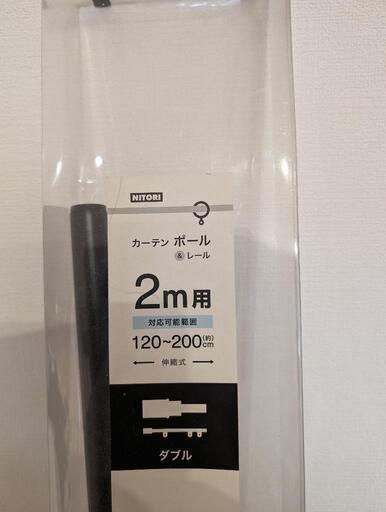 NITORI
カーテン ポール
&レール
2m用
対応可能範囲
120~200(約)cm
伸縮式
ダブル